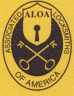 ALOA
ASSOCIATED LOCKSMITHS
OF AMERICA